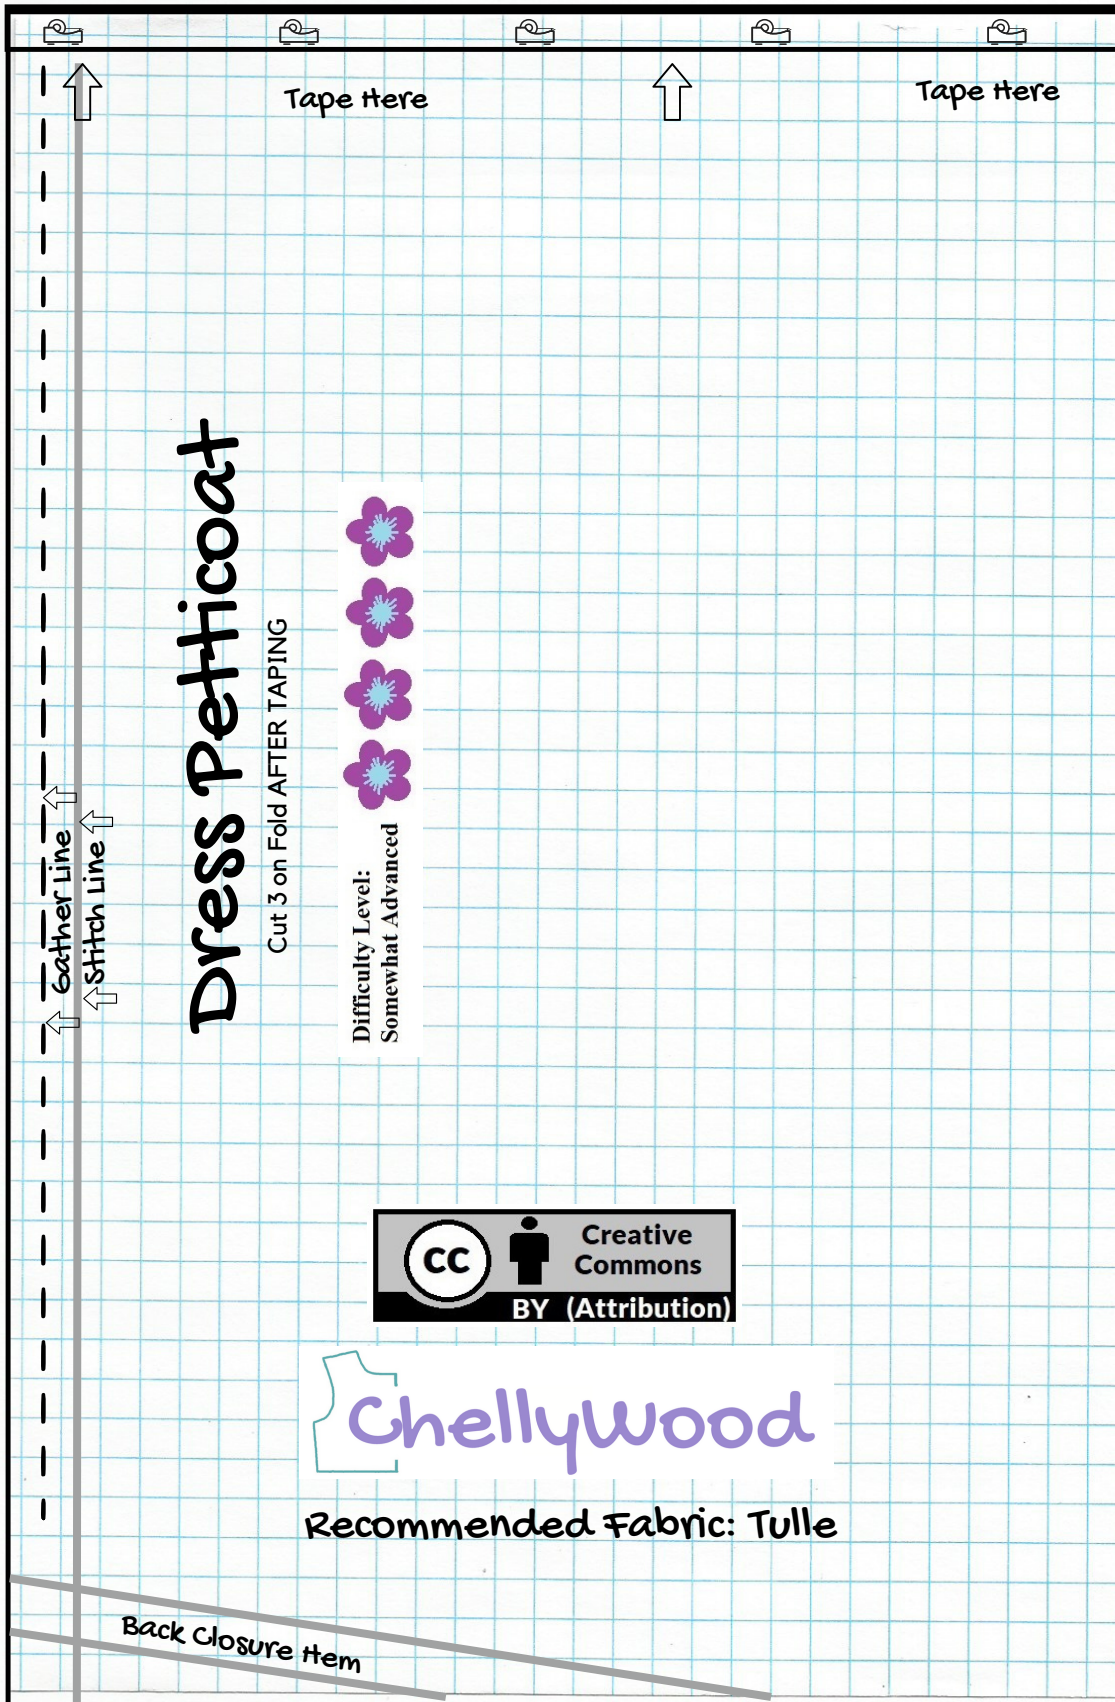 Tape Here
Tape Here
Dress Petticoat
Cut 3 on Fold AFTER TAPING
Difficulty Level:
Somewhat Advanced
Gather Line
Stitch Line
cc
Creative
Commons
BY (Attribution)
ChellyWood
Recommended Fabric: Tulle
Back Closure Hem